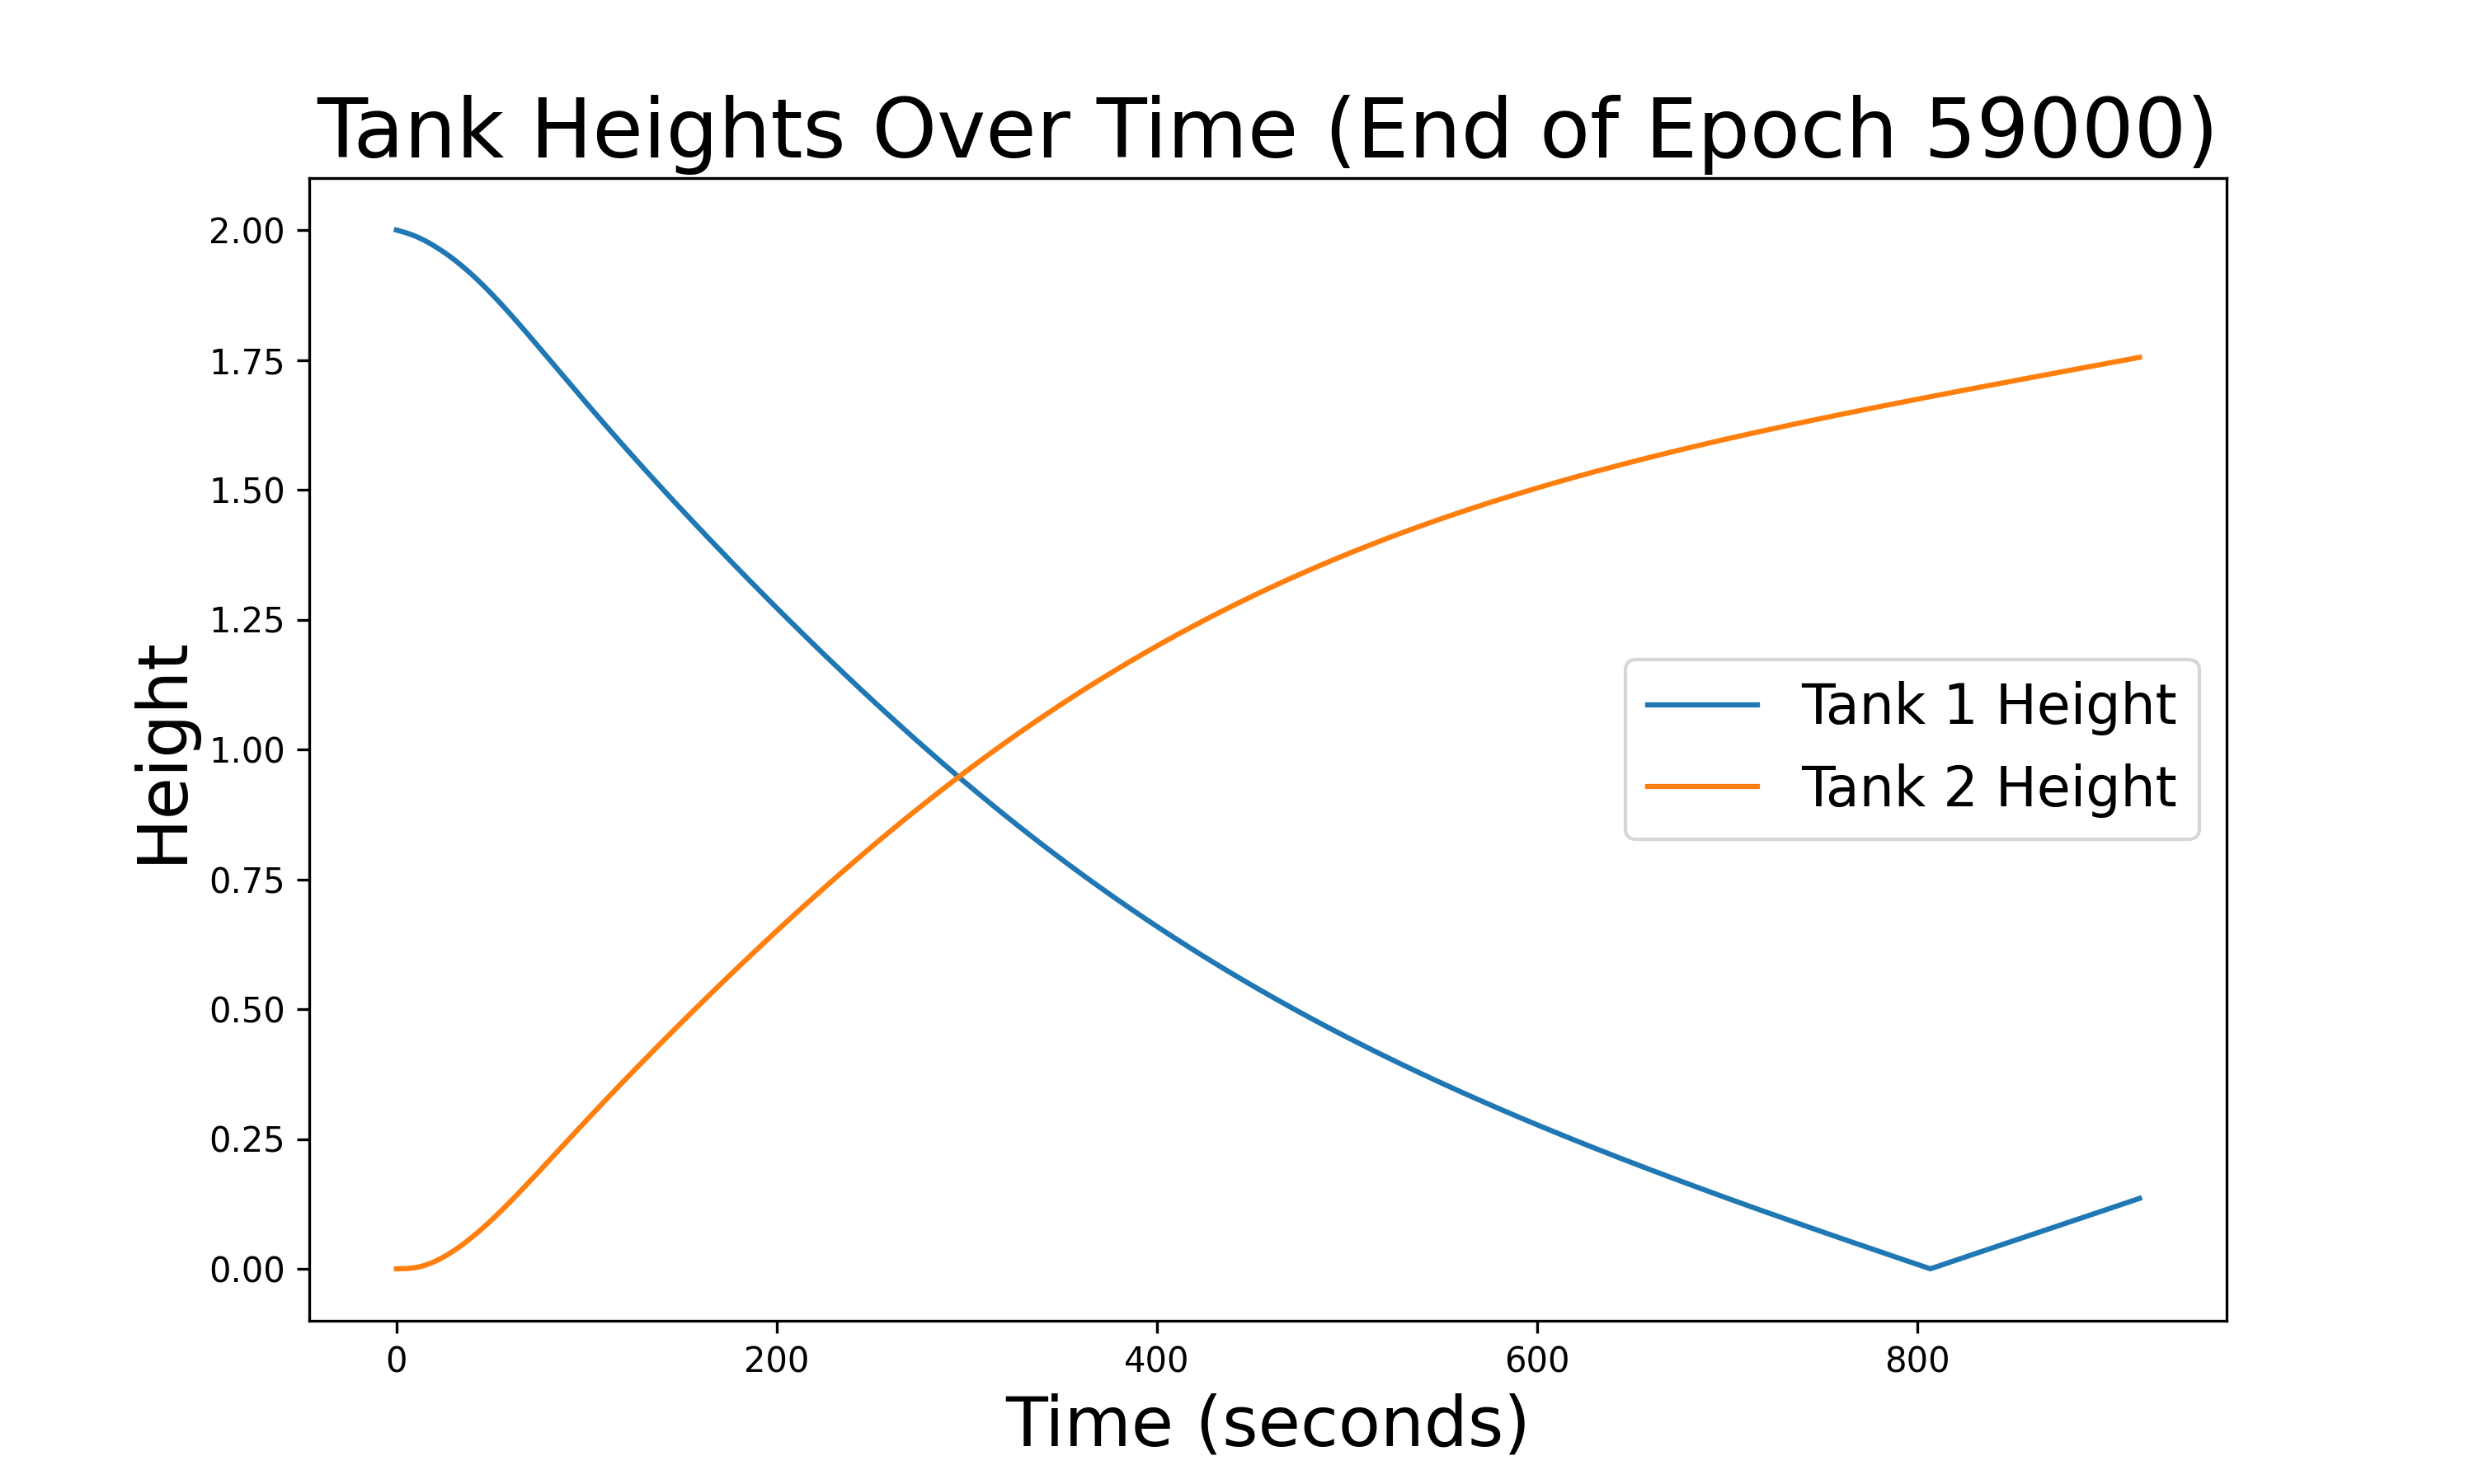 Tank Heights Over Time (End of Epoch 59000)
2.00
1.75
1.50
1.25
1.00
0.75
0.50
0.25
0.00
Height
Tank 1 Height
Tank 2 Height
0 200 400 600 800
Time (seconds)